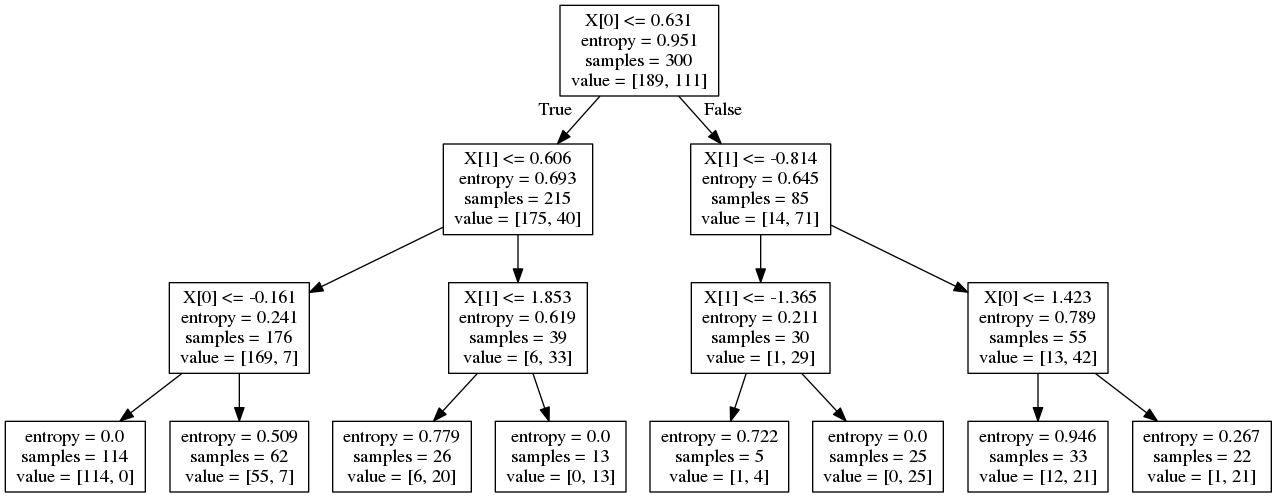 X[0] <= 0.631
entropy = 0.951
samples = 300
value = [189, 111]
True
False
X[1] <= 0.606
entropy = 0.693
samples = 215
value = [175, 40]
X[1] <= -0.814
entropy = 0.645
samples = 85
value = [14, 71]
X[0] <= -0.161
entropy = 0.241
samples = 176
value = [169, 7]
X[1] <= 1.853
entropy = 0.619
samples = 39
value = [6, 33]
X[1] <= -1.365
entropy = 0.211
samples = 30
value = [1, 29]
X[0] <= 1.423
entropy = 0.789
samples = 55
value = [13, 42]
entropy = 0.0
samples = 114
value = [114, 0]
entropy = 0.509
samples = 62
value = [55, 7]
entropy = 0.779
samples = 26
value = [6, 20]
entropy = 0.0
samples = 13
value = [0, 13]
entropy = 0.722
samples = 5
value = [1, 4]
entropy = 0.0
samples = 25
value = [0, 25]
entropy = 0.946
samples = 33
value = [12, 21]
entropy = 0.267
samples = 22
value = [1, 21]